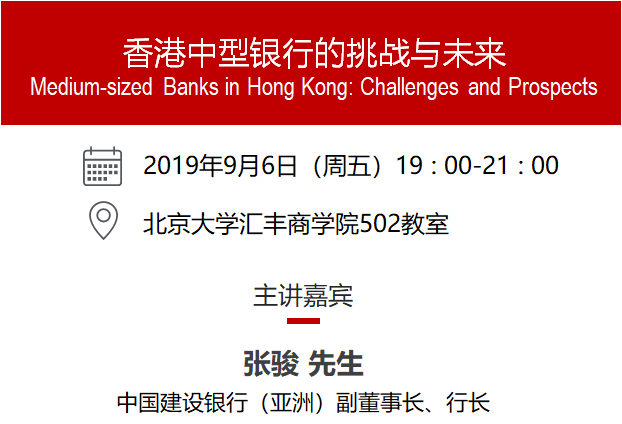 香港中型银行的挑战与未来
Medium-sized Banks in Hong Kong: Challenges and Prospects
2019年9月6日（周五）19：00-21：00
北京大学汇丰商学院502教室
主讲嘉宾
张骏 先生
中国建设银行（亚洲）副董事长、行长